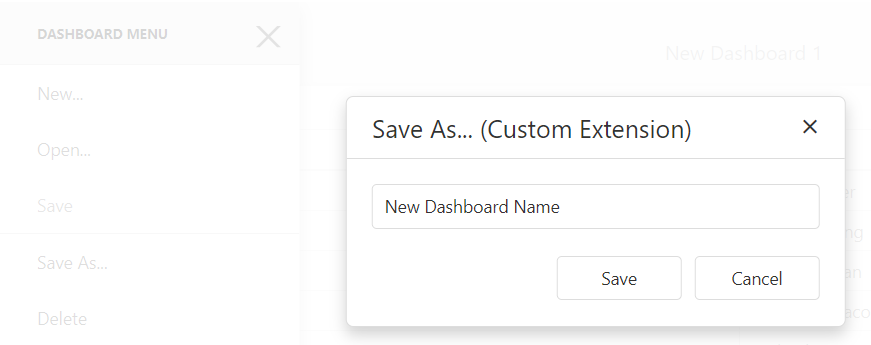 DASHBOARD MENU
New Dashboard 1
New...
Open...
Save
Save As...
Delete
Save As... (Custom Extension)
New Dashboard Name
Save
Cancel
er
ng
an
aco